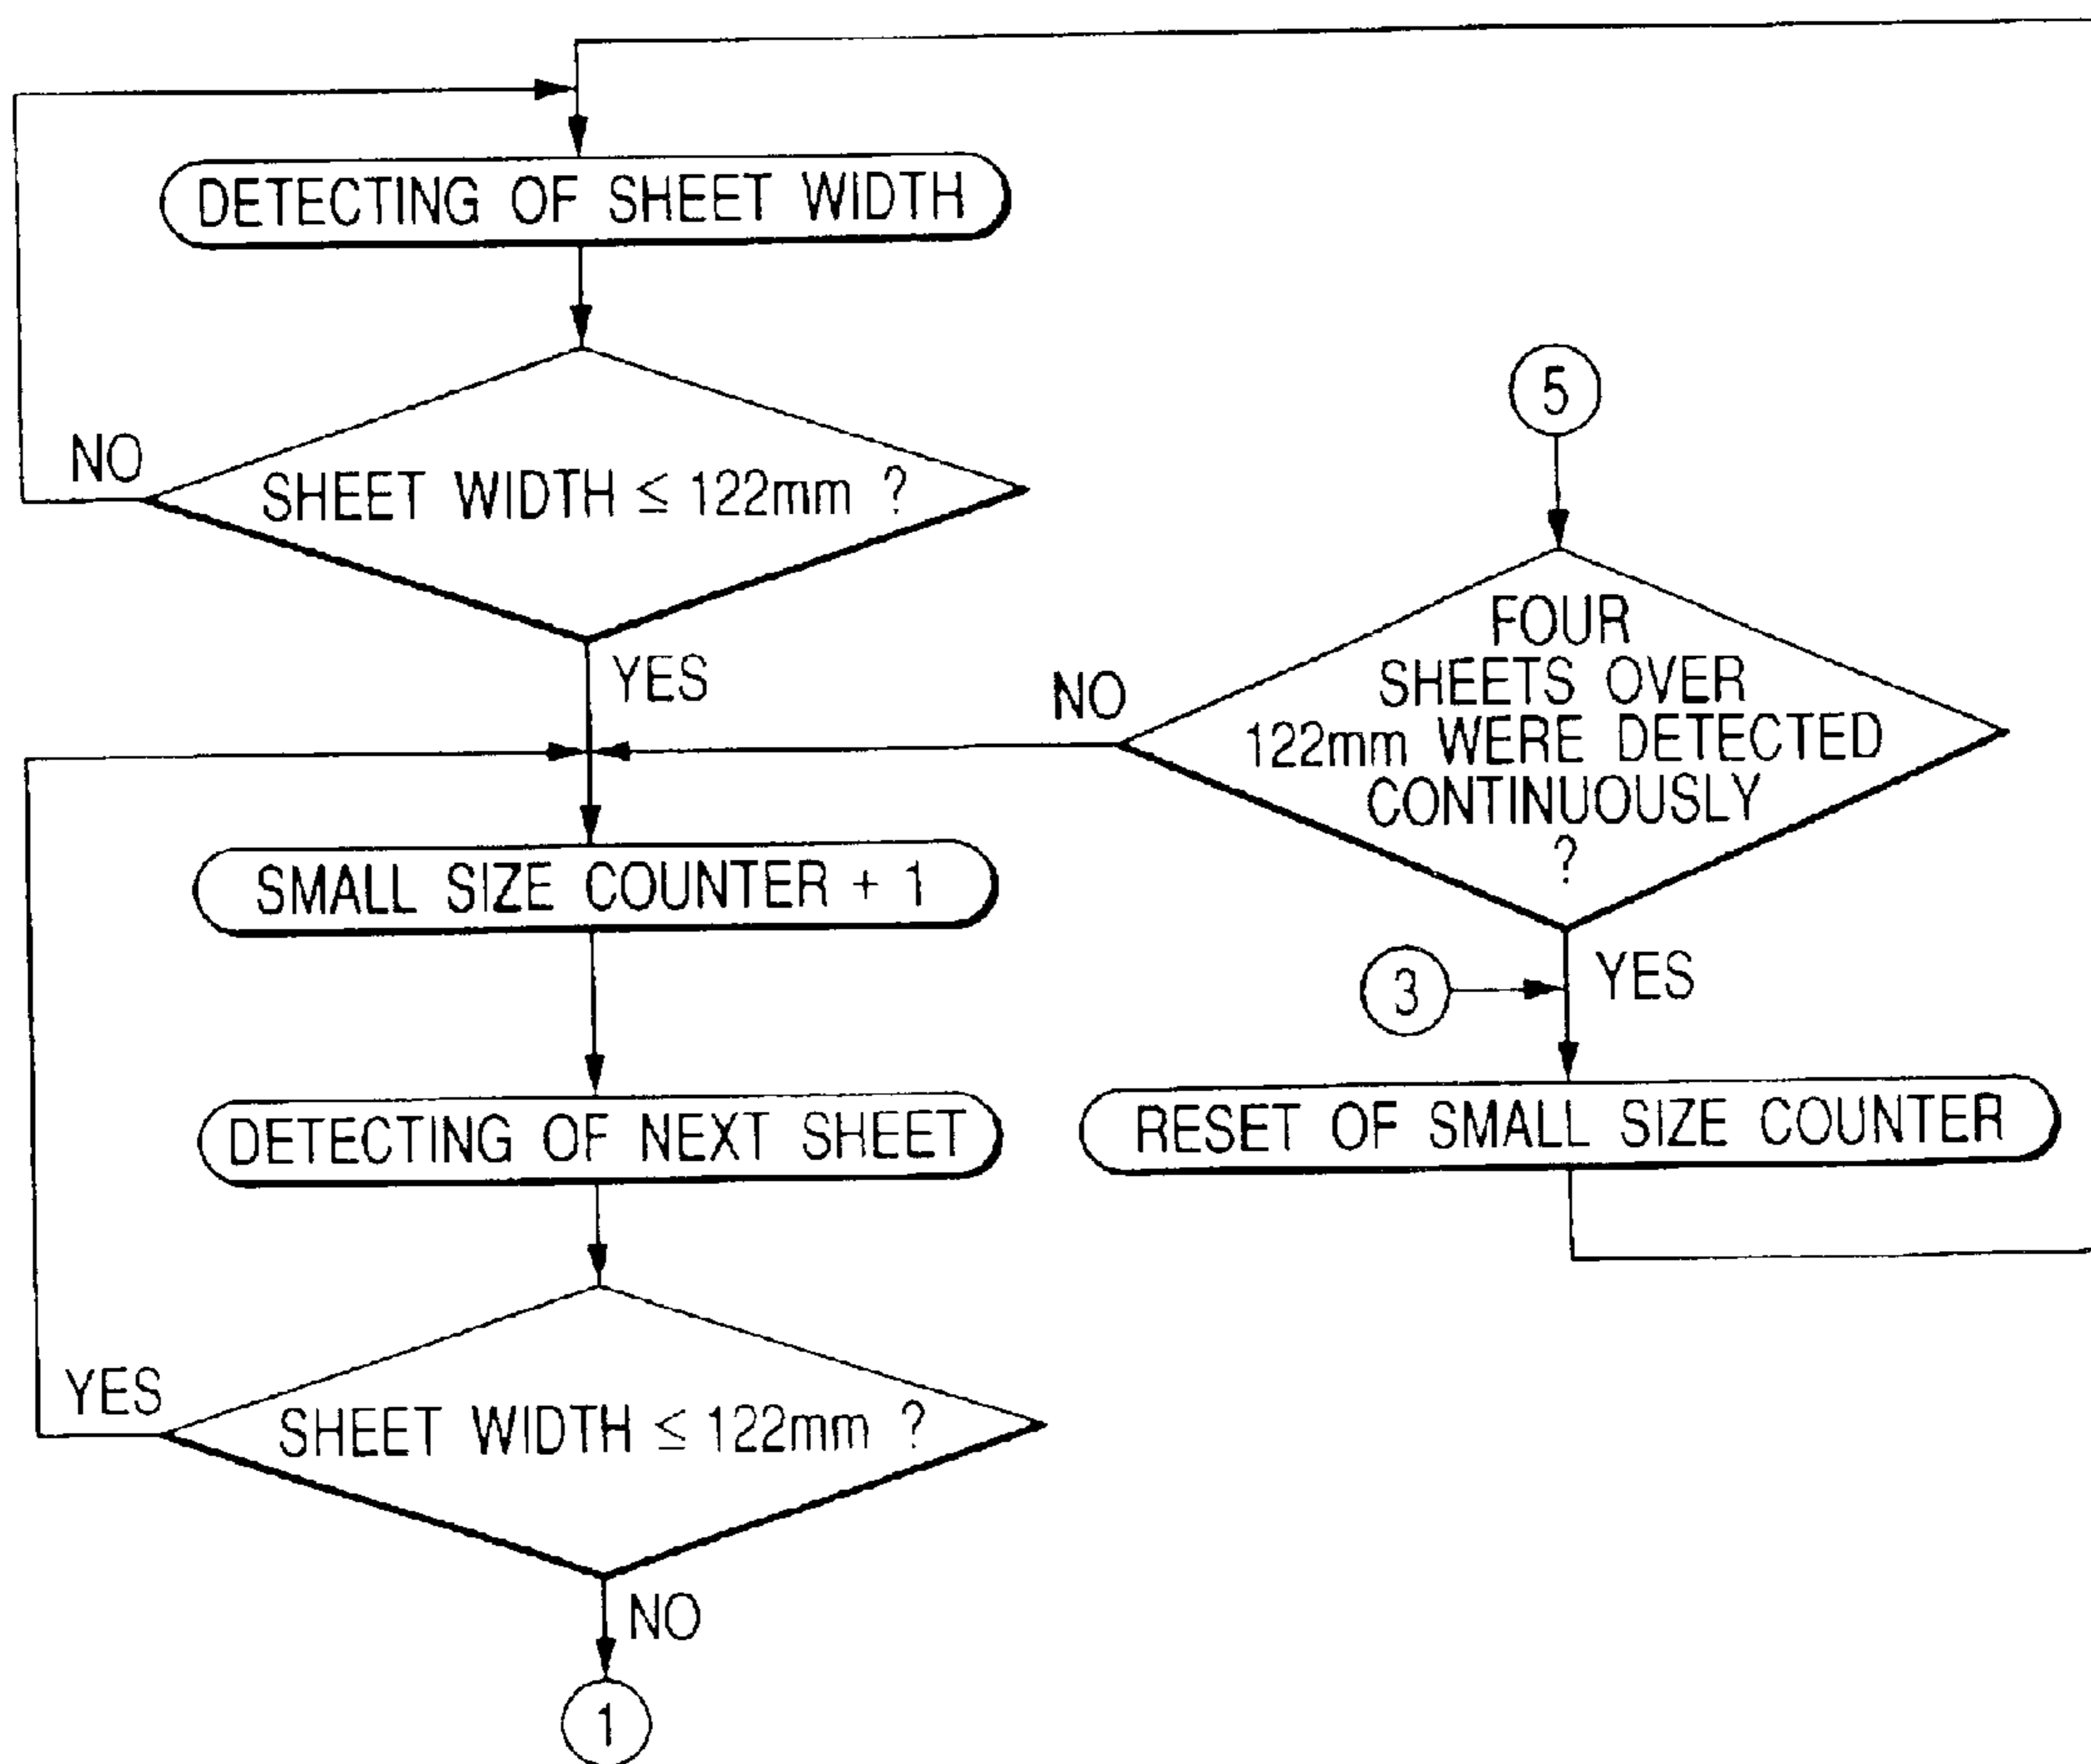 DETECTING OF SHEET WIDTH
NO
SHEET WIDTH ≤ 122mm ?
YES
SMALL SIZE COUNTER + 1
DETECTING OF NEXT SHEET
YES
SHEET WIDTH ≤ 122mm ?
NO
1
5
FOUR
SHEETS OVER
122mm WERE DETECTED
CONTINUOUSLY
?
NO
YES
3
RESET OF SMALL SIZE COUNTER